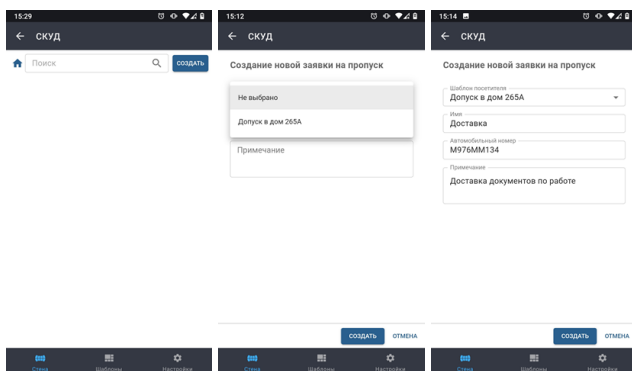 15:29
СКУД
Поиск
СОЗДАТЬ
Стена
Шаблоны
Настройки
15:12
СКУД
Создание новой заявки на пропуск
Не выбрано
Допуск в дом 265А
Примечание
СОЗДАТЬ
ОТМЕНА
Стена
Шаблоны
Настройки
15:14
СКУД
Создание новой заявки на пропуск
Шаблон посетителя
Допуск в дом 265А
Имя
Доставка
Автомобильный номер
М976ММ134
Примечание
Доставка документов по работе
СОЗДАТЬ
ОТМЕНА
Стена
Шаблоны
Настройки